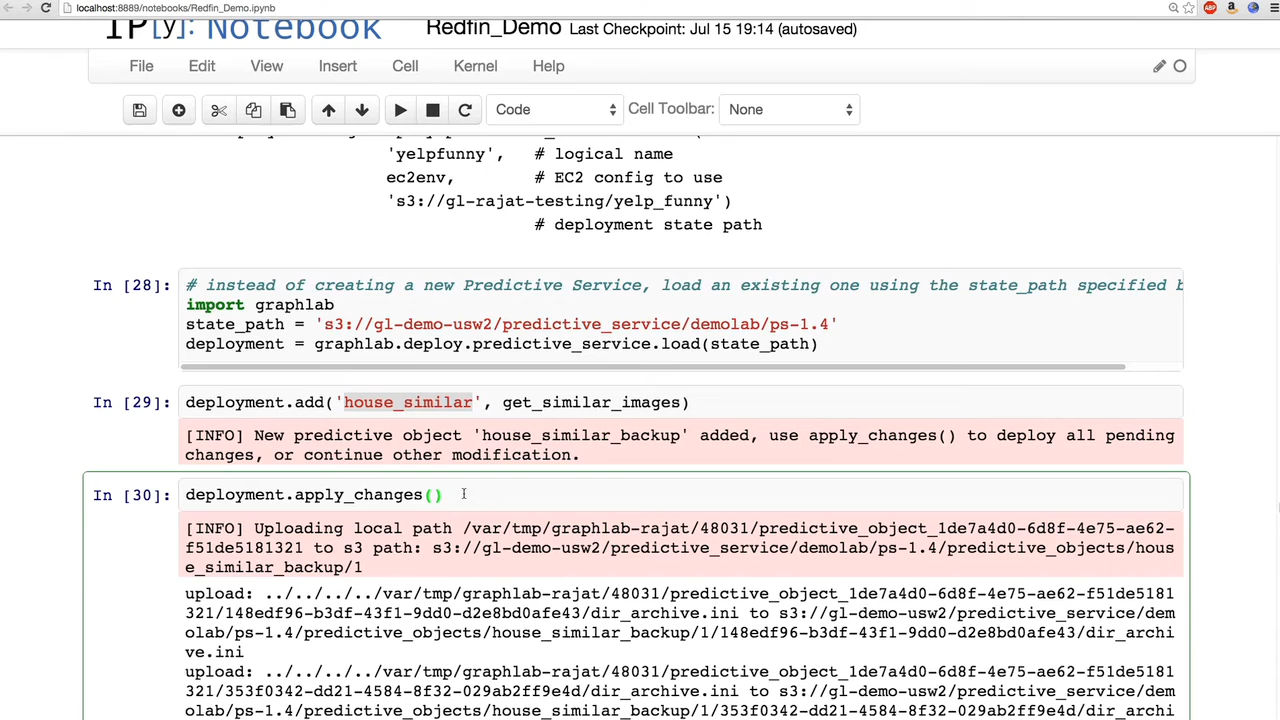 localhost:8889/notebooks/Redfin_Demo.ipynb
ABP
IP[y]: Notebook Redfin_Demo Last Checkpoint: Jul 15 19:14 (autosaved)
File Edit View Insert Cell Kernel Help
Code Cell Toolbar: None
'yelpfunny', # logical name
ec2env, # EC2 config to use
's3://gl-rajat-testing/yelp_funny')
# deployment state path
In [28]: # instead of creating a new Predictive Service, load an existing one using the state_path specified b
import graphlab
state_path = 's3://gl-demo-usw2/predictive_service/demolab/ps-1.4'
deployment = graphlab.deploy.predictive_service.load(state_path)
In [29]: deployment.add('house_similar', get_similar_images)
[INFO] New predictive object 'house_similar_backup' added, use apply_changes() to deploy all pending
changes, or continue other modification.
In [30]: deployment.apply_changes()
[INFO] Uploading local path /var/tmp/graphlab-rajat/48031/predictive_object_1de7a4d0-6d8f-4e75-ae62-
f51de5181321 to s3 path: s3://gl-demo-usw2/predictive_service/demolab/ps-1.4/predictive_objects/hous
e_similar_backup/1
upload: ../../../../var/tmp/graphlab-rajat/48031/predictive_object_1de7a4d0-6d8f-4e75-ae62-f51de5181
321/148edf96-b3df-43f1-9dd0-d2e8bd0afe43/dir_archive.ini to s3://gl-demo-usw2/predictive_service/dem
olab/ps-1.4/predictive_objects/house_similar_backup/1/148edf96-b3df-43f1-9dd0-d2e8bd0afe43/dir_archi
ve.ini
upload: ../../../../var/tmp/graphlab-rajat/48031/predictive_object_1de7a4d0-6d8f-4e75-ae62-f51de5181
321/353f0342-dd21-4584-8f32-029ab2ff9e4d/dir_archive.ini to s3://gl-demo-usw2/predictive_service/dem
olab/ps-1.4/predictive_objects/house_similar_backup/1/353f0342-dd21-4584-8f32-029ab2ff9e4d/dir_archi